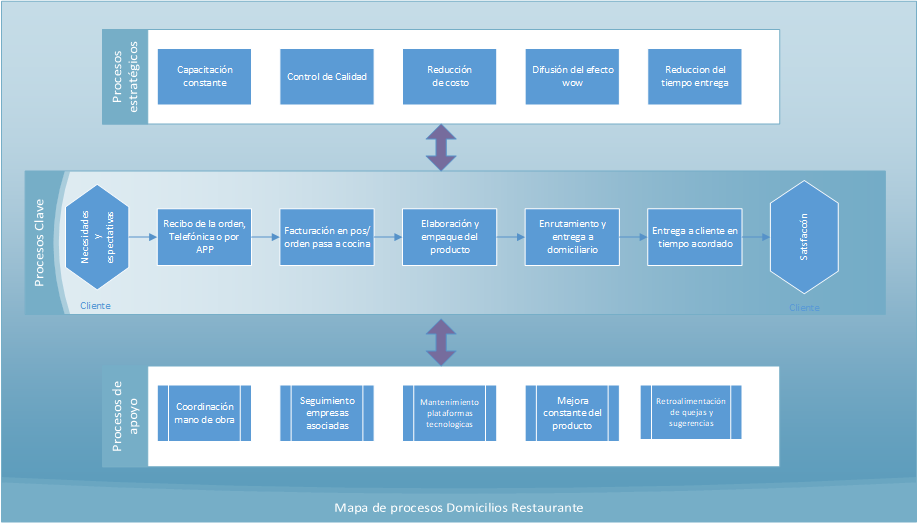 Procesos
estratégicos
Capacitación
constante
Control de Calidad
Reducción
de costo
Difusión del efecto
wow
Reduccion del
tiempo entrega
Procesos Clave
Necesidades
y
espectativas
Cliente
Recibo de la orden,
Telefónica o por
APP
Facturación en pos/
orden pasa a cocina
Elaboración y
empaque del
producto
Enrutamiento y
entrega a
domiciliario
Entrega a cliente en
tiempo acordado
Satsfacción
Cliente
Procesos de
apoyo
Coordinación
mano de obra
Seguimiento
empresas
asociadas
Mantenimiento
plataformas
tecnologicas
Mejora
constante del
producto
Retroalimentación
de quejas y
sugerencias
Mapa de procesos Domicilios Restaurante